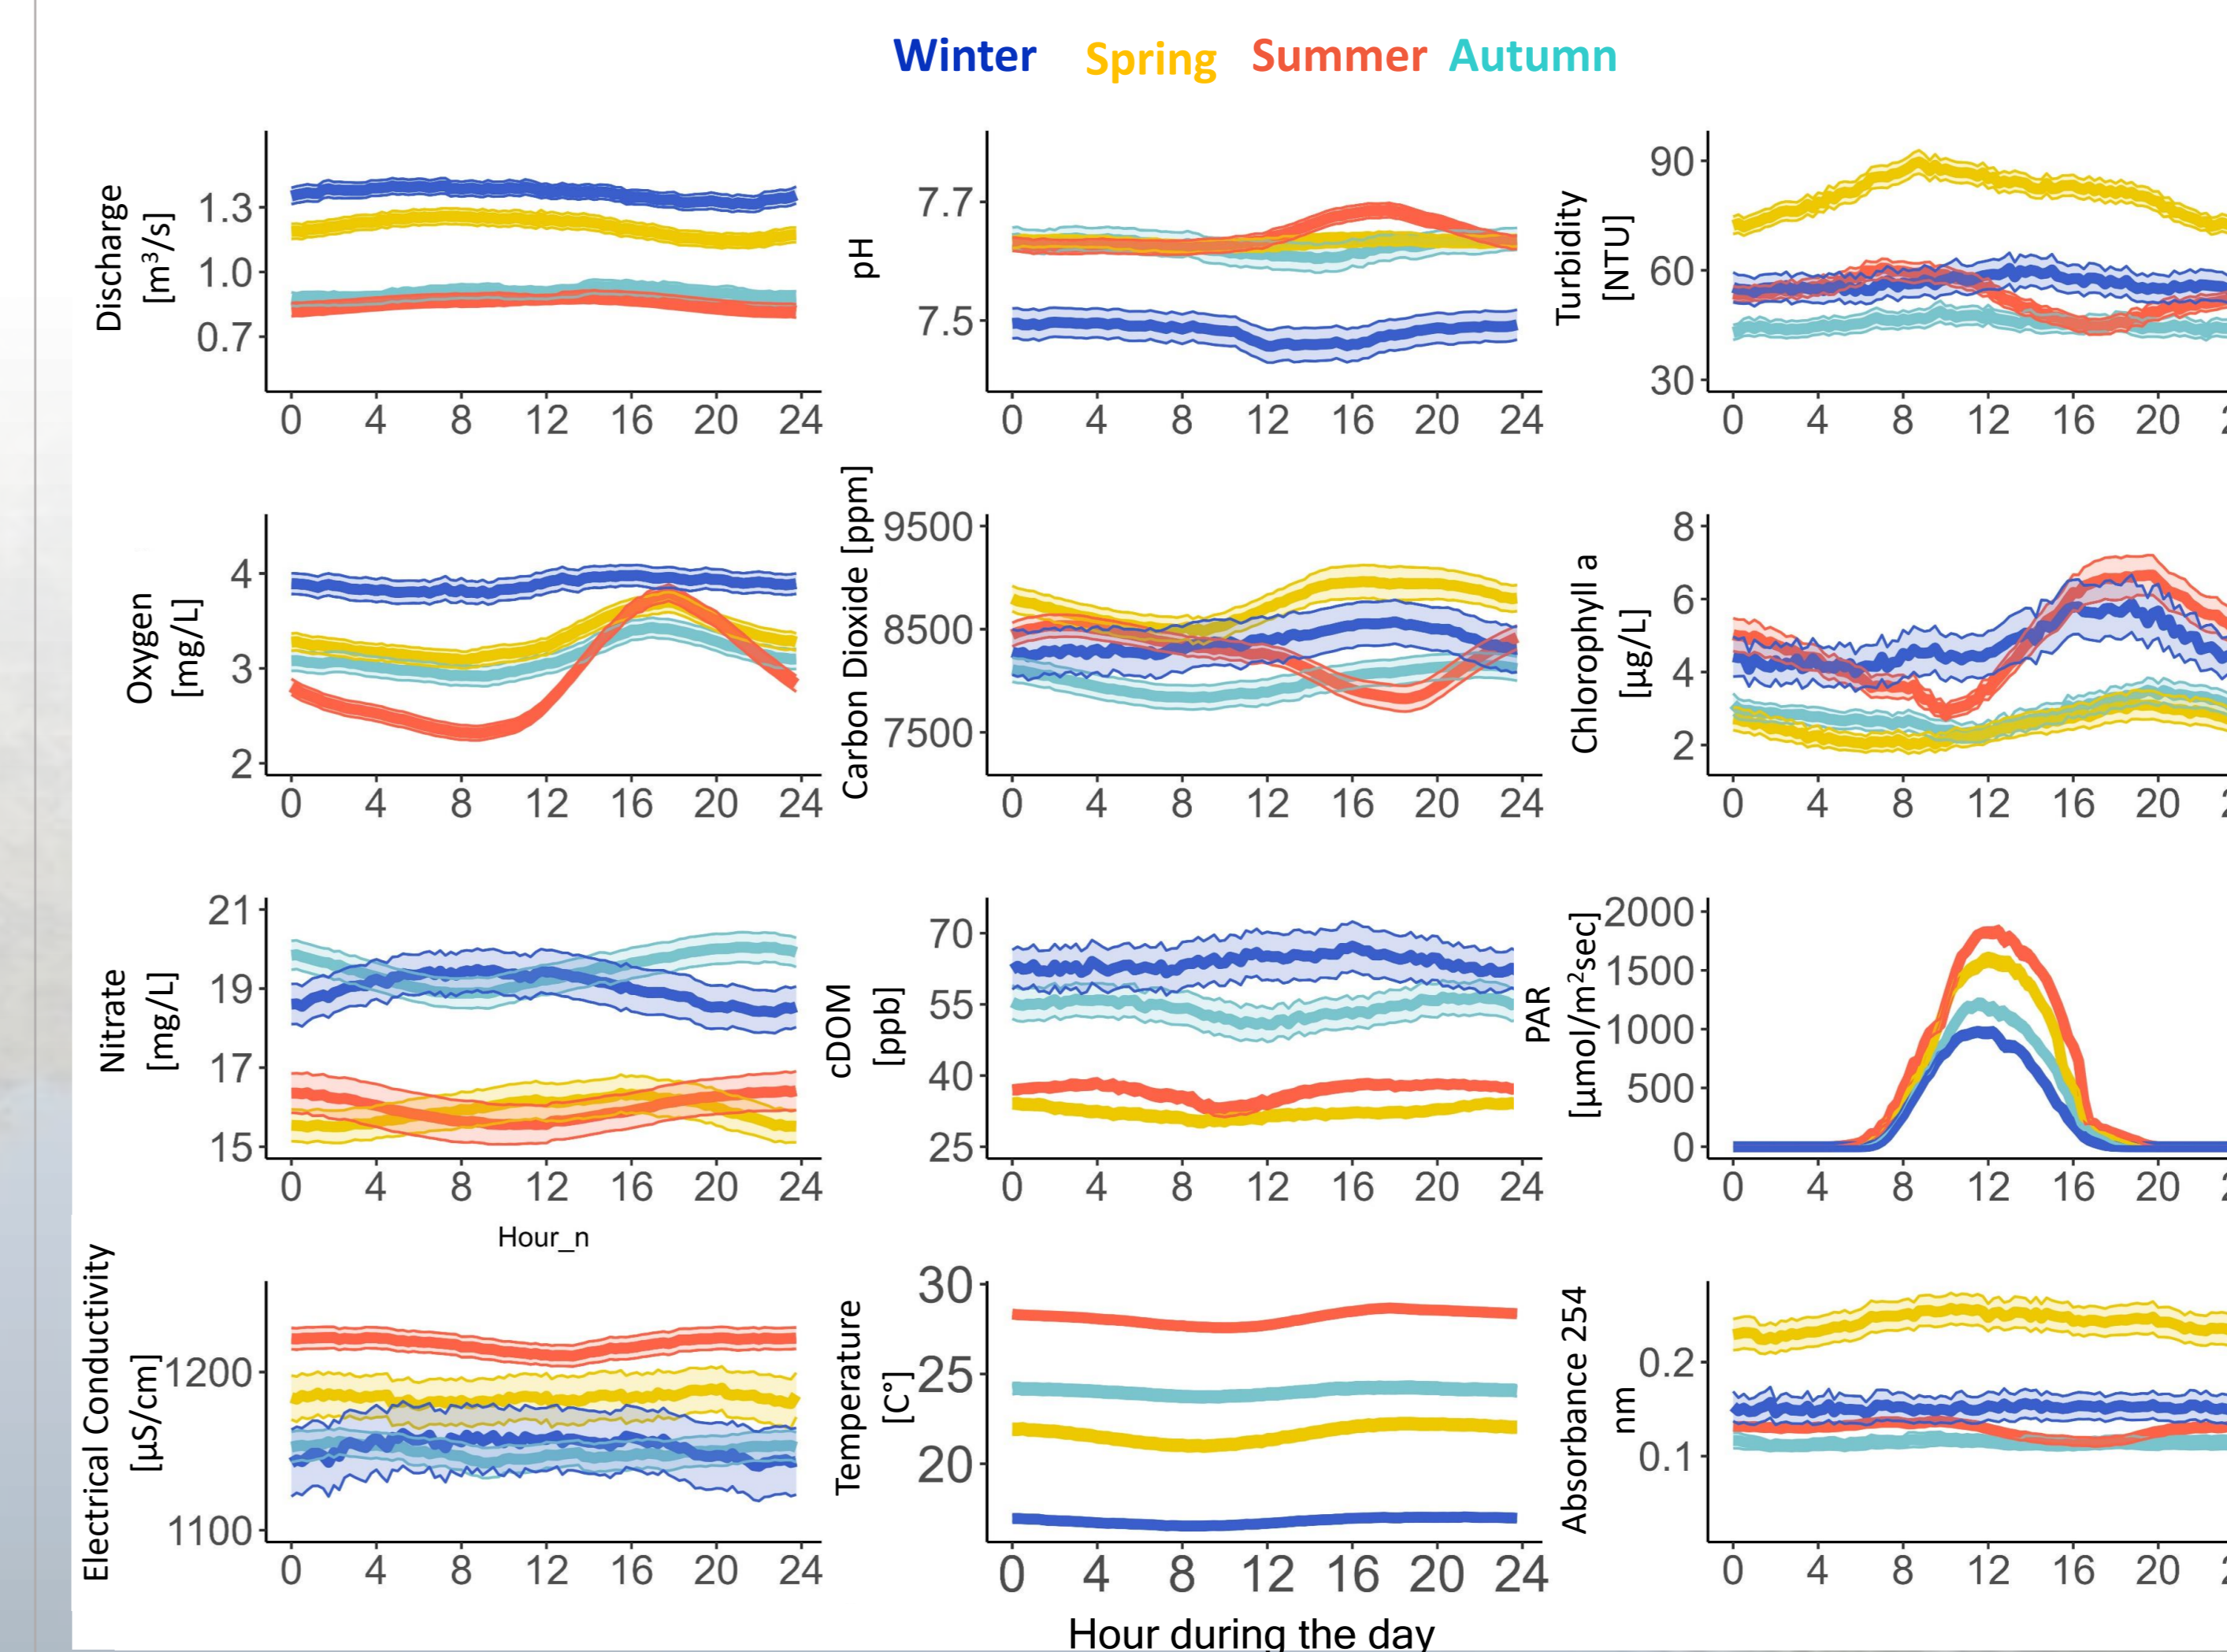 Winter Spring Summer Autumn
Discharge
[m³/s]
1.3
1.0
0.7
0 4 8 12 16 20 24
pH
7.7
7.5
0 4 8 12 16 20 24
Turbidity
[NTU]
90
60
30
0 4 8 12 16 20
Oxygen
[mg/L]
4
3
2
0 4 8 12 16 20 24
Carbon Dioxide [ppm]
9500
8500
7500
0 4 8 12 16 20 24
Chlorophyll a
[µg/L]
8
6
4
2
0 4 8 12 16 20
Nitrate
[mg/L]
21
19
17
15
0 4 8 12 16 20 24
Hour_n
cDOM
[ppb]
70
55
40
25
0 4 8 12 16 20 24
PAR
[µmol/m²sec]
2000
1500
1000
500
0
0 4 8 12 16 20
Electrical Conductivity
[µS/cm]
1200
1100
0 4 8 12 16 20 24
Temperature
[C°]
30
25
20
0 4 8 12 16 20 24
Absorbance 254
nm
0.2
0.1
0 4 8 12 16 20
Hour during the day